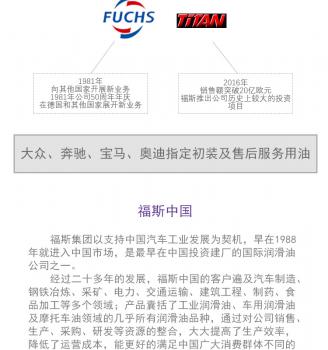 FUCHS
TITAN
1981年
向其他国家开展新业务
1981年公司50周年年庆
在德国和其他国家展开新业务
2016年
销售额突破20亿欧元
福斯推出公司历史上较大的投资
项目
大众、奔驰、宝马、奥迪指定初装及售后服务用油
福斯中国
福斯集团以支持中国汽车工业发展为契机，早在1988
年就进入中国市场，是最早在中国投资建厂的国际润滑油
公司之一。
经过二十多年的发展，福斯中国的客户遍及汽车制造、
钢铁冶炼、采矿、电力、交通运输、建筑工程、制药、食
品加工等多个领域；产品囊括了工业润滑油、车用润滑油
及摩托车油领域的几乎所有润滑油品种，通过对公司销售、
生产、采购、研发等资源的整合，大大提高了生产效率，
降低了运营成本，能更好的满足中国广大消费群体不同的